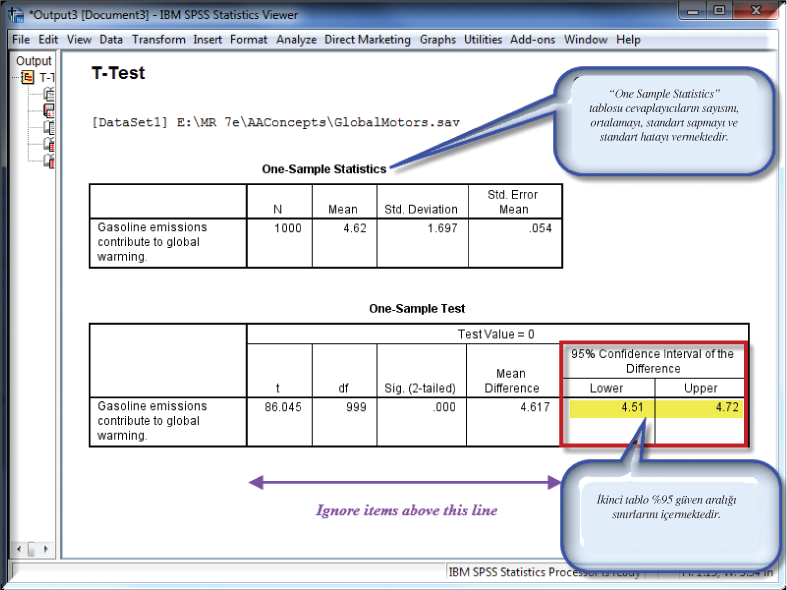 *Output3 [Document3] - IBM SPSS Statistics Viewer
File Edit View Data Transform Insert Format Analyze Direct Marketing Graphs Utilities Add-ons Window Help
Output
T-Test
[DataSet1] E:\MR 7e\AAConcepts\GlobalMotors.sav
"One Sample Statistics"
tablosu cevaplayıcıların sayısını,
ortalamayı, standart sapmayı ve
standart hatayı vermektedir.
One-Sample Statistics
N Mean Std. Deviation Std. Error Mean
Gasoline emissions contribute to global warming. 1000 4.62 1.697 .054
One-Sample Test
Test Value = 0
95% Confidence Interval of the Difference
t df Sig. (2-tailed) Mean Difference Lower Upper
Gasoline emissions contribute to global warming. 86.045 999 .000 4.617 4.51 4.72
Ignore items above this line
İkinci tablo %95 güven aralığı
sınırlarını içermektedir.
IBM SPSS Statistics Processor is ready